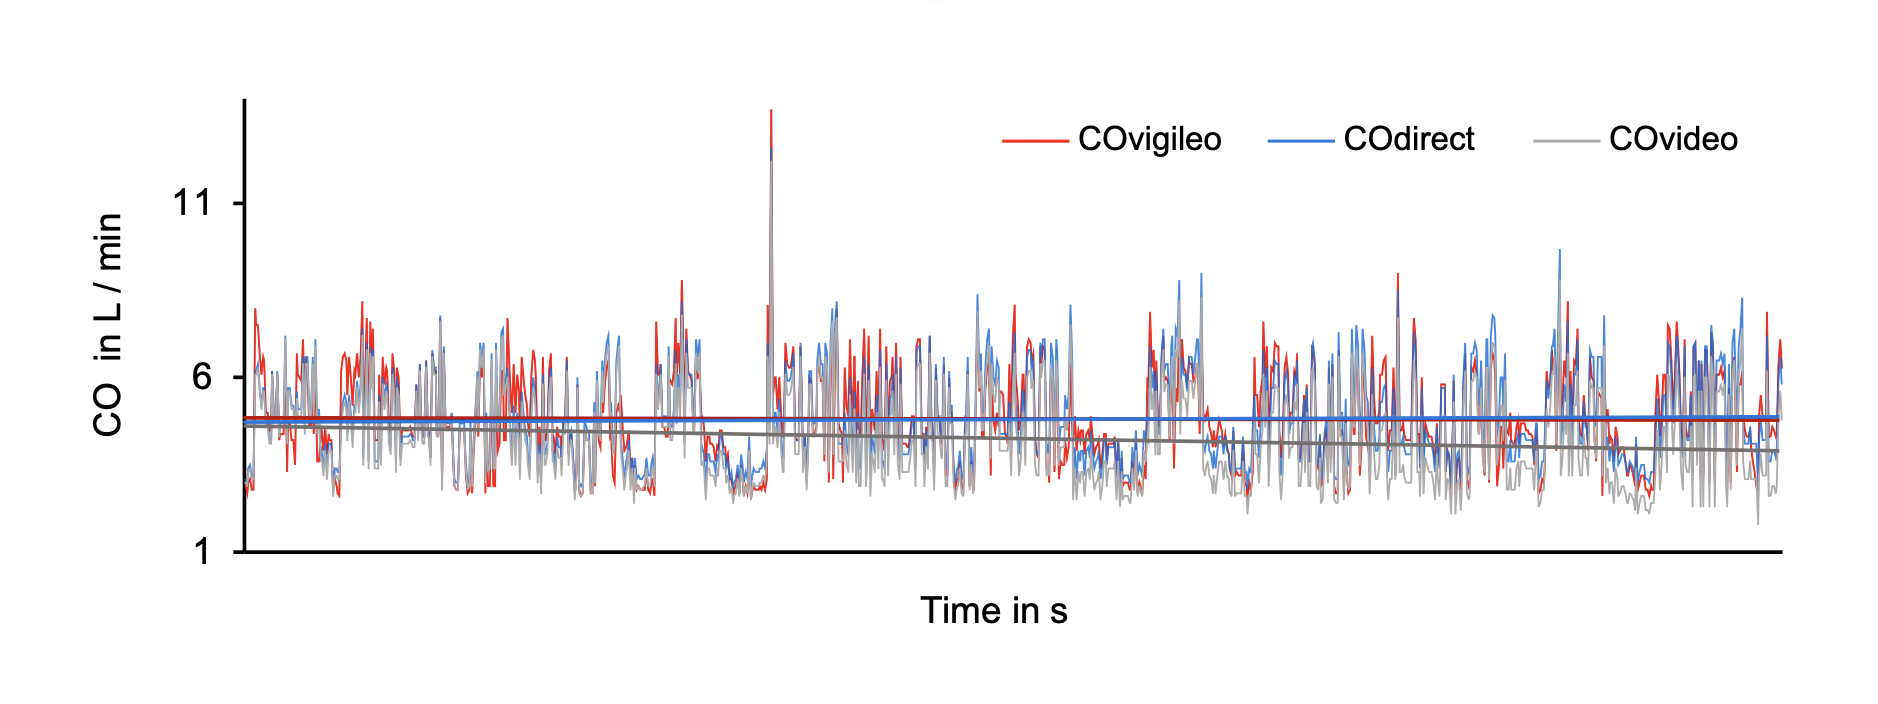 COvigileo COdirect COvideo
11
6
1
CO in L / min
Time in s